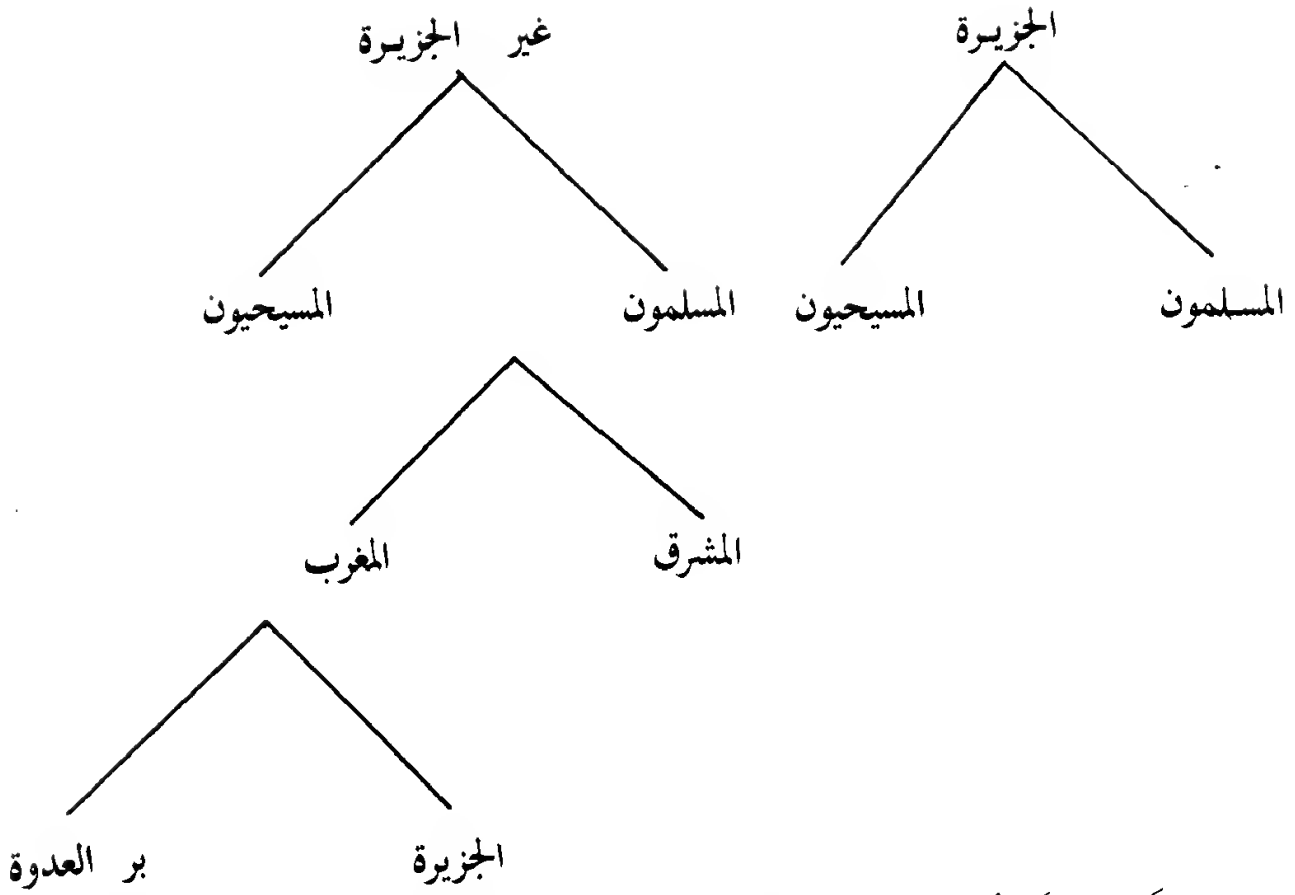 الجزيرة غير الجزيرة
المسلمون المسيحيون المسلمون المسيحيون
المشرق المغرب
الجزيرة بر العدوة